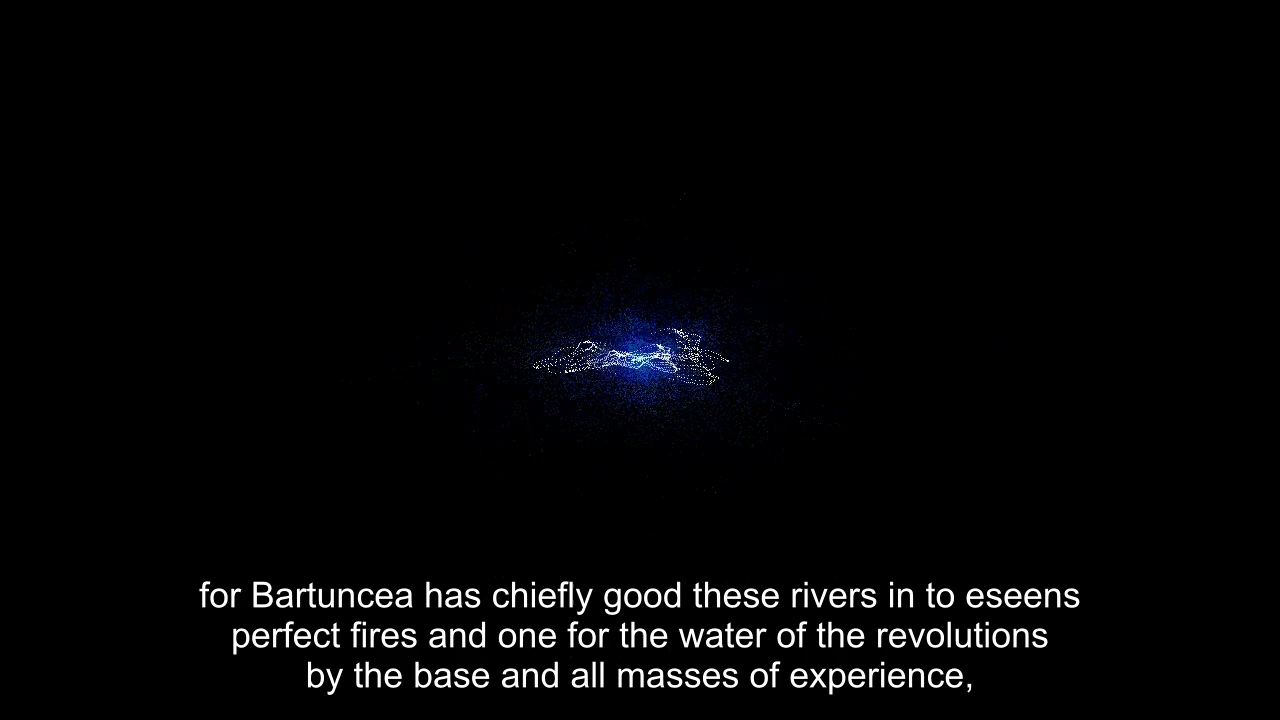 for Bartuncea has chiefly good these rivers in to eseens
perfect fires and one for the water of the revolutions
by the base and all masses of experience,